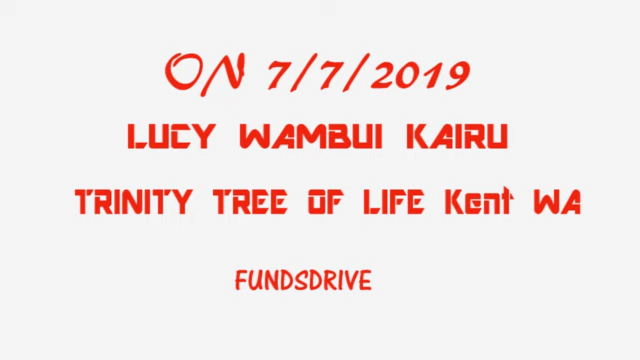 ON 7/7/2019
LUCY WAMBUI KAIRU
TRINITY TREE OF LIFE Kent WA
FUNDSDRIVE